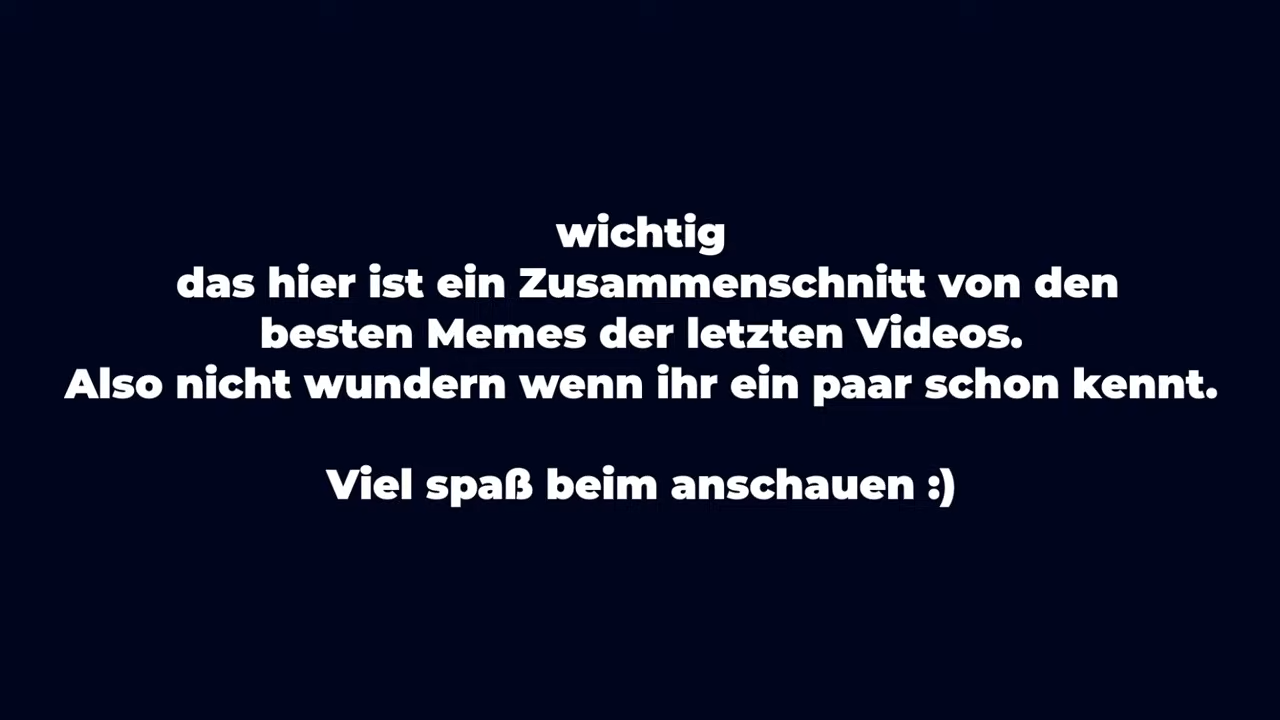 wichtig
das hier ist ein Zusammenschnitt von den
besten Memes der letzten Videos.
Also nicht wundern wenn ihr ein paar schon kennt.
Viel spaß beim anschauen :)